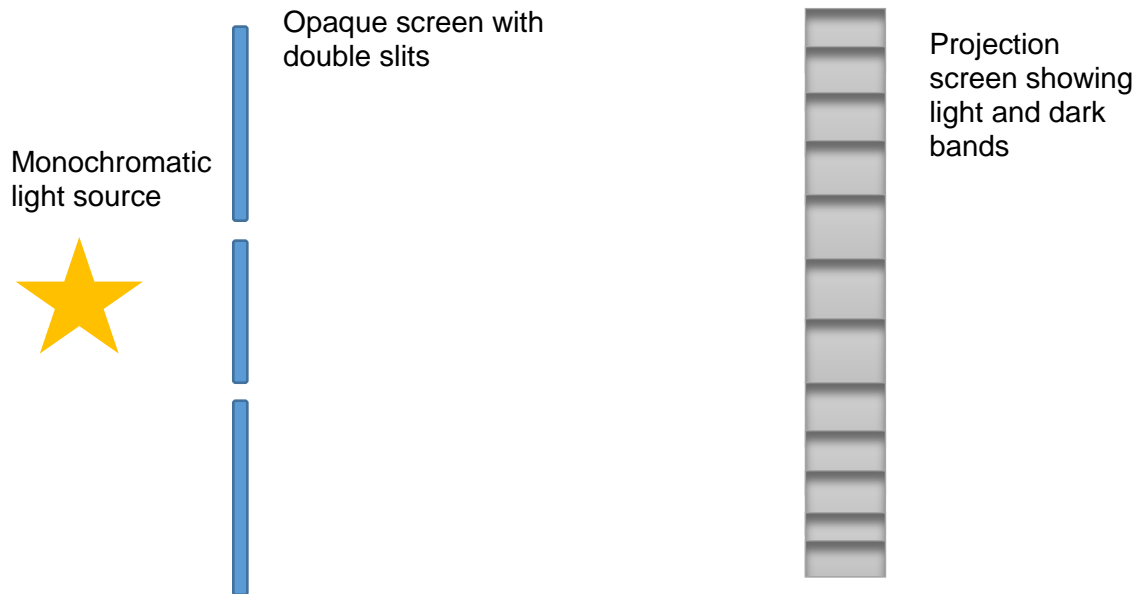 Opaque screen with
double slits
Projection
screen showing
light and dark
bands
Monochromatic
light source